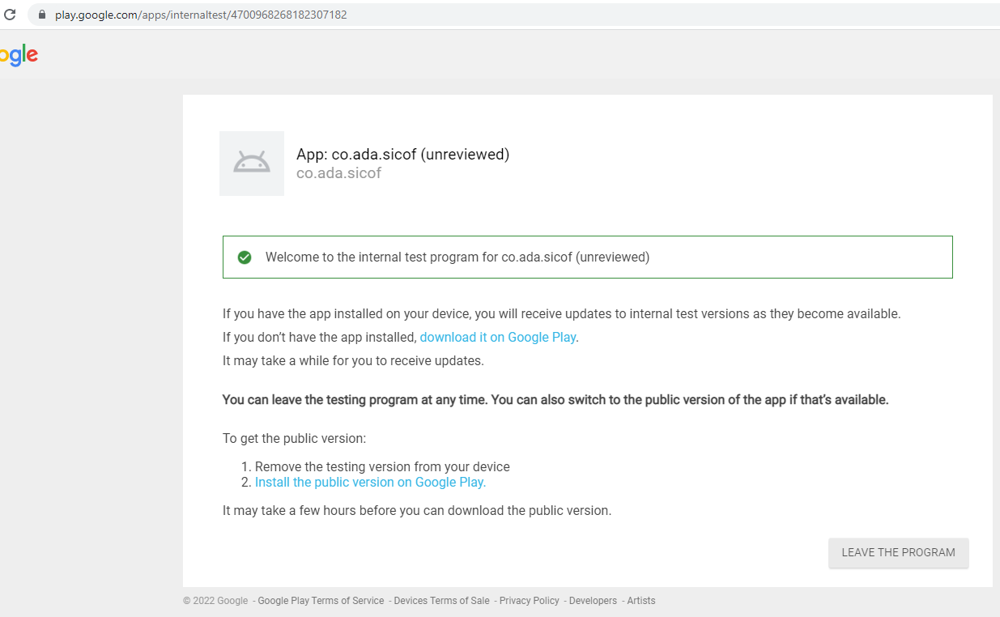 play.google.com/apps/internaltest/4700968268182307182
ogle
App: co.ada.sicof (unreviewed)
co.ada.sicof
Welcome to the internal test program for co.ada.sicof (unreviewed)
If you have the app installed on your device, you will receive updates to internal test versions as they become available.
If you don’t have the app installed, download it on Google Play.
It may take a while for you to receive updates.
You can leave the testing program at any time. You can also switch to the public version of the app if that’s available.
To get the public version:
1. Remove the testing version from your device
2. Install the public version on Google Play.
It may take a few hours before you can download the public version.
LEAVE THE PROGRAM
© 2022 Google - Google Play Terms of Service - Devices Terms of Sale - Privacy Policy - Developers - Artists